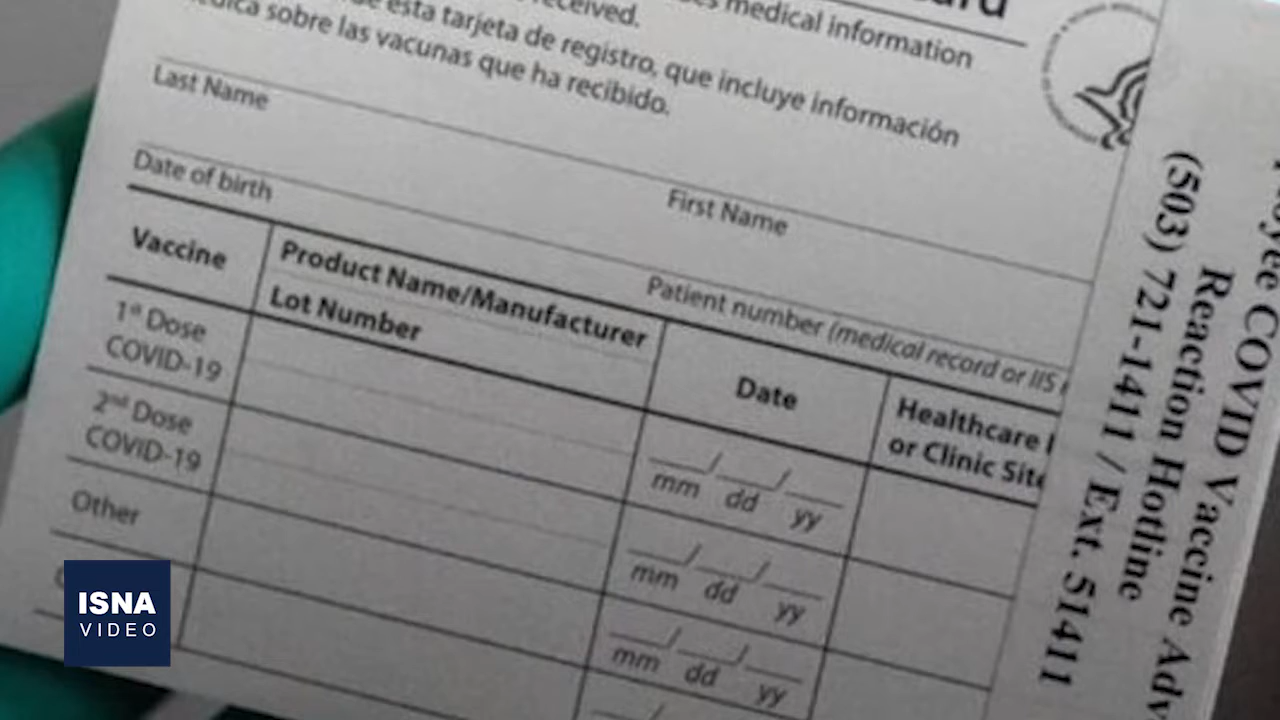 medical information
received.
esta tarjeta de registro, que incluye información
sobre las vacunas que ha recibido.
Last Name
First Name
Date of birth
Patient number (medical record or IIS
Vaccine
Product Name/Manufacturer
Lot Number
Date
Healthcare
or Clinic Site
1st Dose
COVID-19
mm / dd / yy
2nd Dose
COVID-19
mm / dd / yy
Other
mm / dd / yy
COVID Vaccine
Reaction Hotline
(503) 721-1411 / Ext. 51411
ISNA
VIDEO